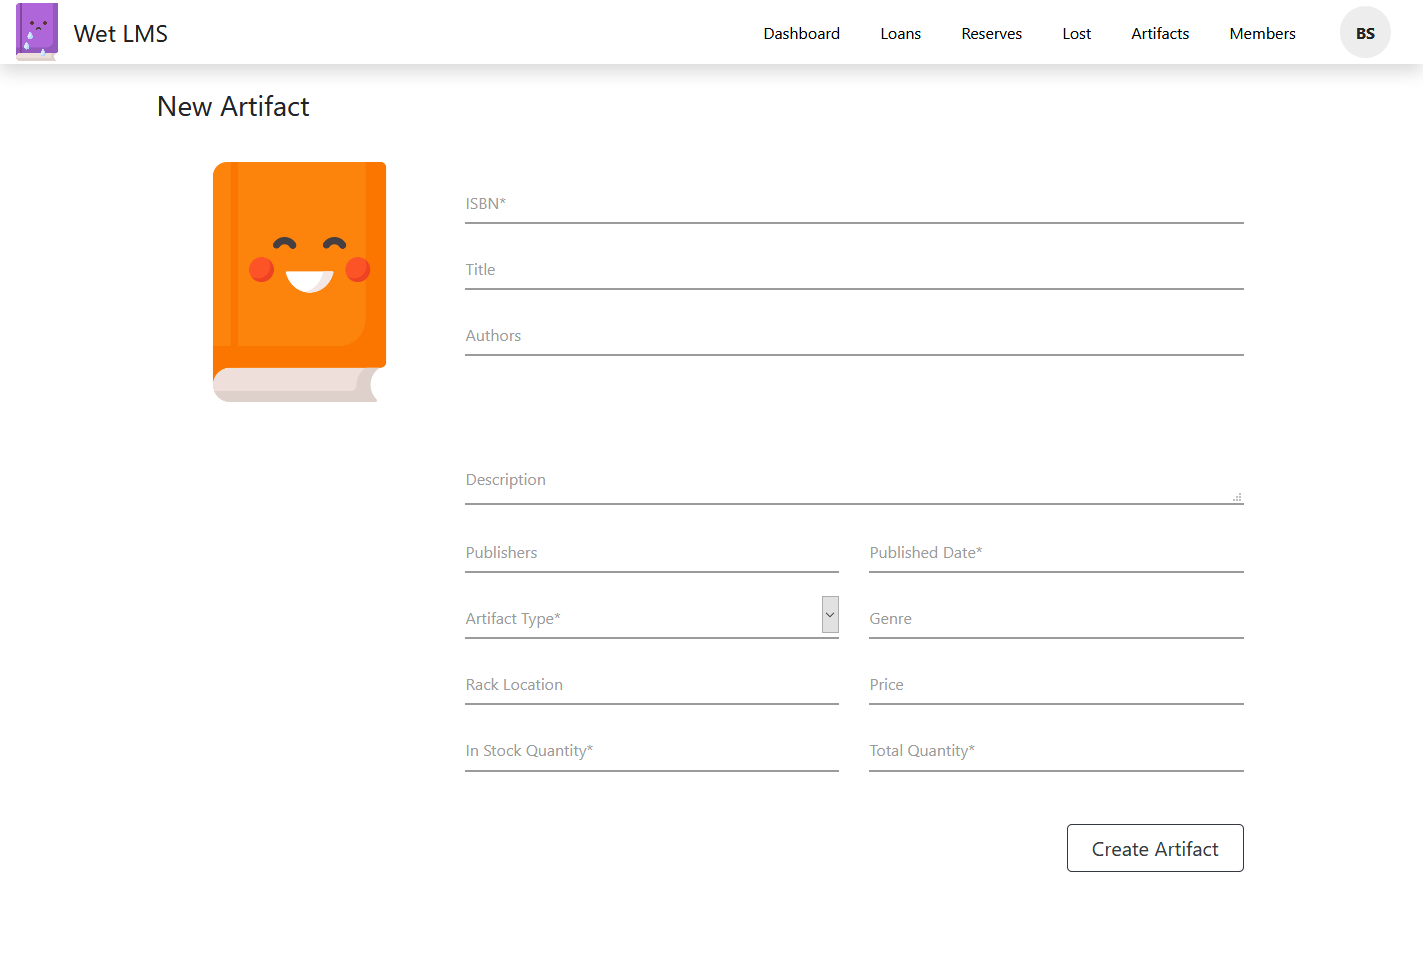 Wet LMS Dashboard Loans Reserves Lost Artifacts Members BS
New Artifact
ISBN*
Title
Authors
Description
Publishers Published Date*
Artifact Type* Genre
Rack Location Price
In Stock Quantity* Total Quantity*
Create Artifact